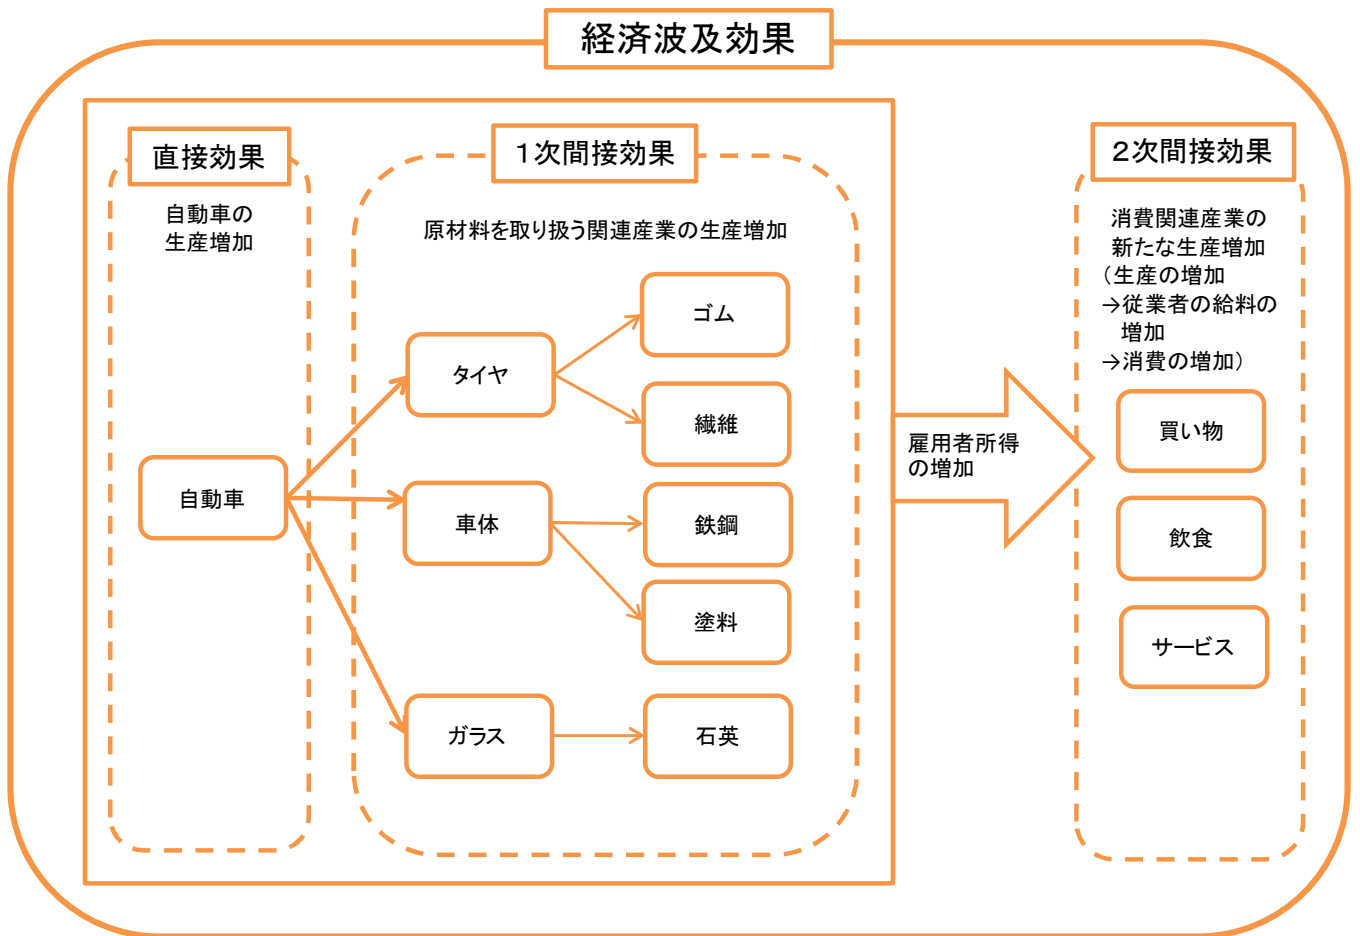 経済波及効果
直接効果
自動車の
生産増加
自動車
1次間接効果
原材料を取り扱う関連産業の生産増加
タイヤ
ゴム
繊維
車体
鉄鋼
塗料
ガラス
石英
雇用者所得
の増加
2次間接効果
消費関連産業の
新たな生産増加
(生産の増加
→従業者の給料の
増加
→消費の増加)
買い物
飲食
サービス